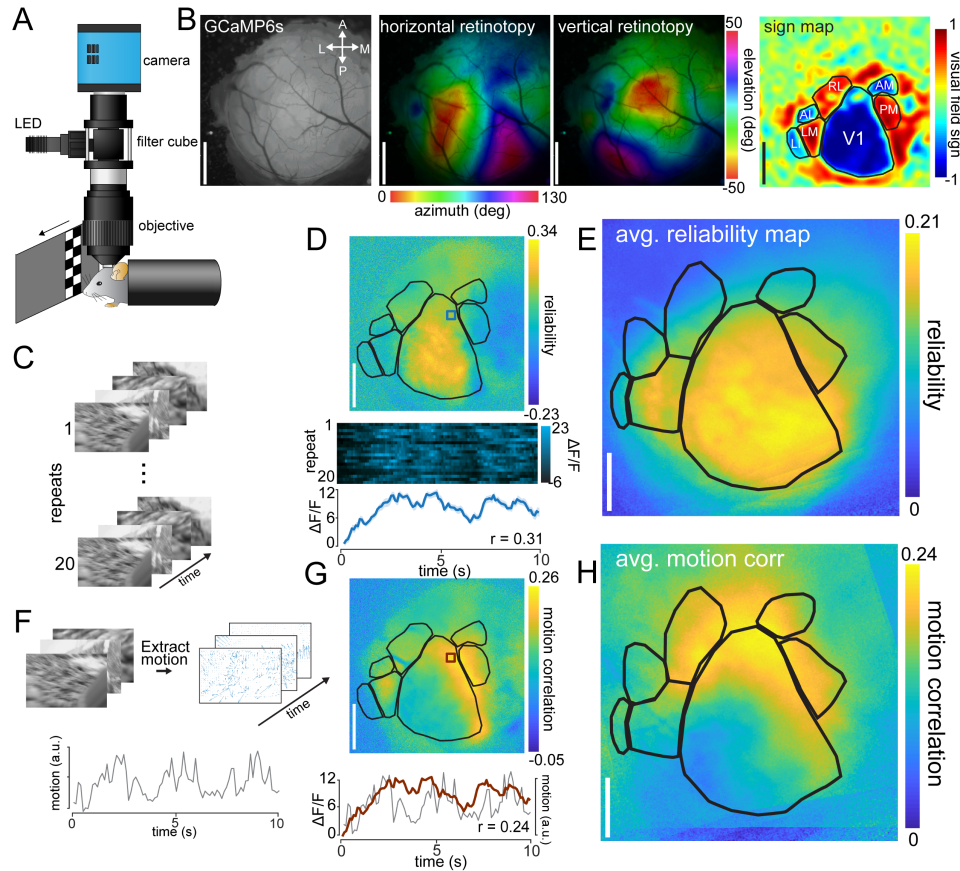 A
camera
LED
filter cube
objective
B
GCaMP6s
A
L
M
P
horizontal retinotopy
vertical retinotopy
0
130
azimuth (deg)
50
elevation (deg)
-50
sign map
RL
AM
AL
PM
LM
L
V1
1
visual field sign
-1
C
1
repeats
20
time
D
0.34
reliability
-0.23
1
repeat
20
23
ΔF/F
-6
12
ΔF/F
6
0
r = 0.31
0
5
10
time (s)
E
avg. reliability map
0.21
reliability
0
F
Extract
motion
time
motion (a.u.)
0
5
10
time (s)
G
0.26
motion correlation
-0.05
12
ΔF/F
6
0
motion (a.u.)
r = 0.24
0
5
10
time (s)
H
avg. motion corr
0.24
motion correlation
0